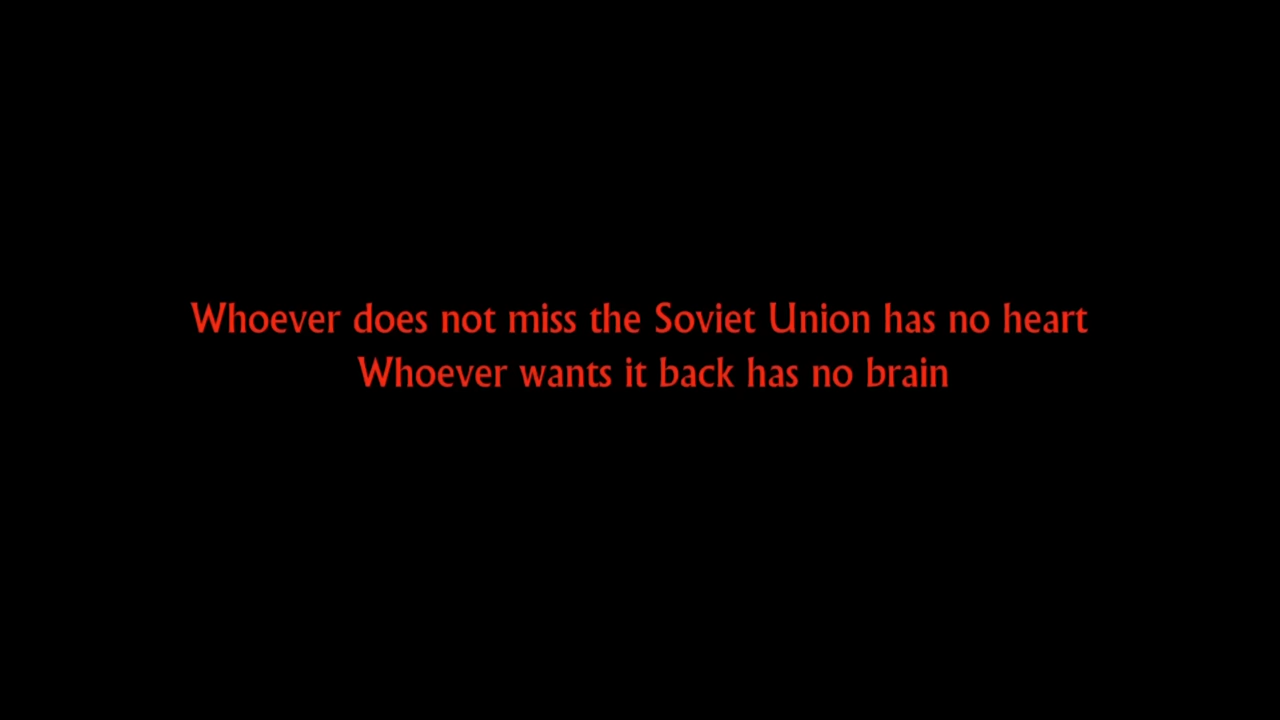 Whoever does not miss the Soviet Union has no heart
Whoever wants it back has no brain